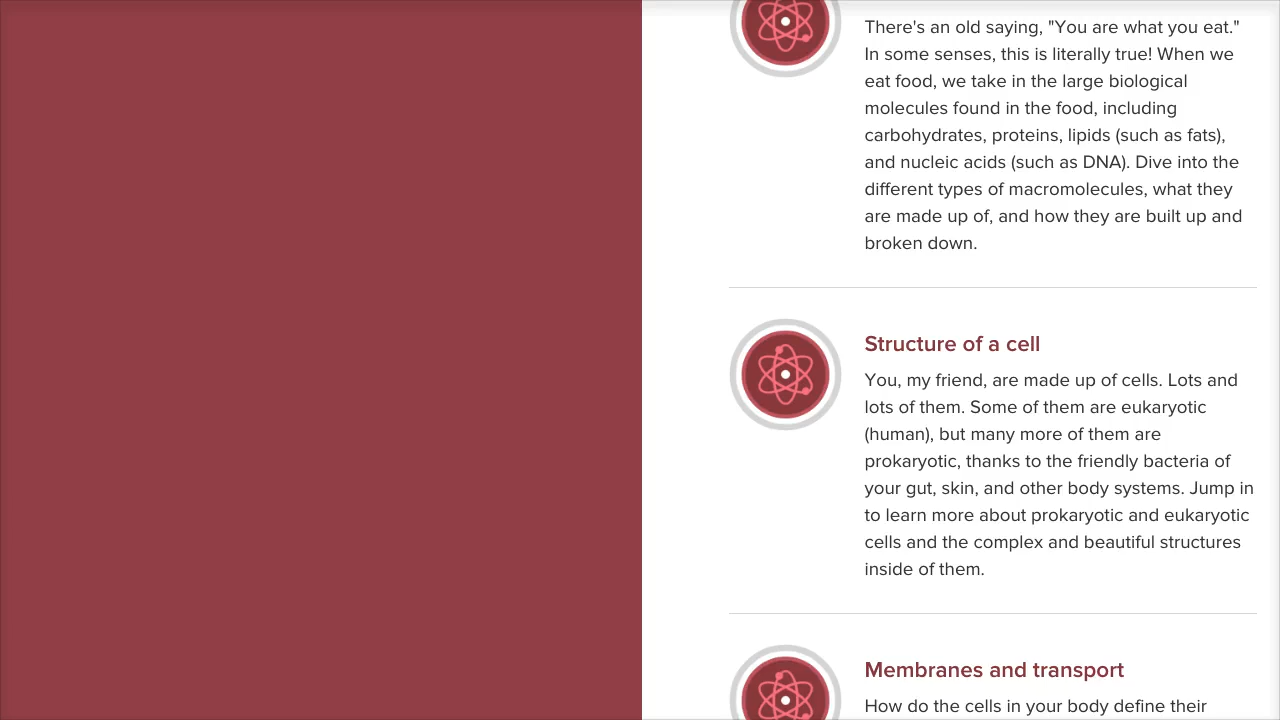 There's an old saying, "You are what you eat."
In some senses, this is literally true! When we
eat food, we take in the large biological
molecules found in the food, including
carbohydrates, proteins, lipids (such as fats),
and nucleic acids (such as DNA). Dive into the
different types of macromolecules, what they
are made up of, and how they are built up and
broken down.
Structure of a cell
You, my friend, are made up of cells. Lots and
lots of them. Some of them are eukaryotic
(human), but many more of them are
prokaryotic, thanks to the friendly bacteria of
your gut, skin, and other body systems. Jump in
to learn more about prokaryotic and eukaryotic
cells and the complex and beautiful structures
inside of them.
Membranes and transport
How do the cells in your body define their